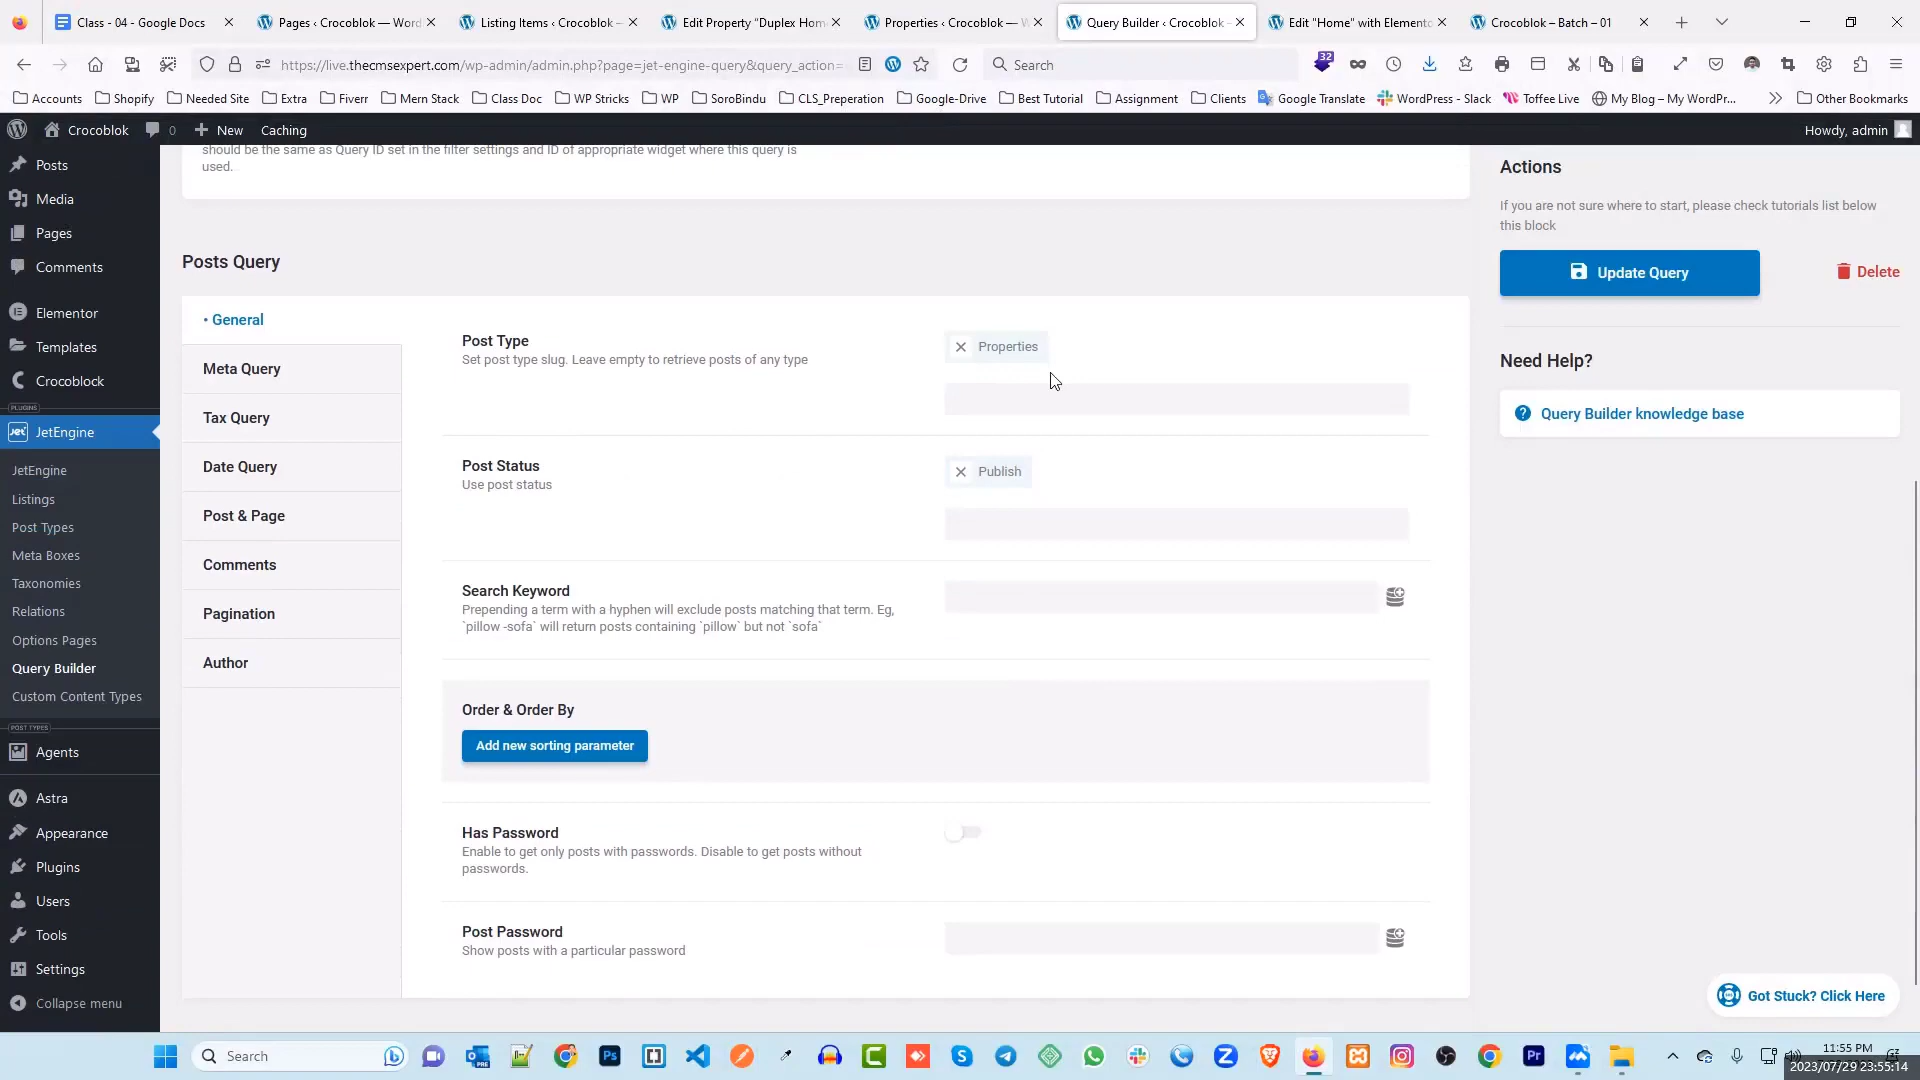 Class - 04 - Google Docs
Pages ‹ Crocoblok — Word
Listing Items ‹ Crocoblok —
Edit Property "Duplex Hom
Properties ‹ Crocoblok — W
Query Builder ‹ Crocoblok —
Edit "Home" with Elemento
Crocoblok – Batch – 01
https://live.thecmsexpert.com/wp-admin/admin.php?page=jet-engine-query&query_action=
Search
32
Accounts
Shopify
Needed Site
Extra
Fiverr
Mern Stack
Class Doc
WP Stricks
WP
SoroBindu
CLS_Preperation
Google-Drive
Best Tutorial
Assignment
Clients
Google Translate
WordPress - Slack
Toffee Live
My Blog – My WordPr...
Other Bookmarks
Crocoblok
0
New
Caching
Howdy, admin
Posts
Media
Pages
Comments
Elementor
Templates
Crocoblock
PLUGINS
JetEngine
JetEngine
Listings
Post Types
Meta Boxes
Taxonomies
Relations
Options Pages
Query Builder
Custom Content Types
POST TYPES
Agents
Astra
Appearance
Plugins
Users
Tools
Settings
Collapse menu
should be the same as Query ID set in the filter settings and ID of appropriate widget where this query is
used.
Posts Query
General
Meta Query
Tax Query
Date Query
Post & Page
Comments
Pagination
Author
Post Type
Set post type slug. Leave empty to retrieve posts of any type
Properties
Post Status
Use post status
Publish
Search Keyword
Prepending a term with a hyphen will exclude posts matching that term. Eg,
`pillow -sofa` will return posts containing `pillow` but not `sofa`
Order & Order By
Add new sorting parameter
Has Password
Enable to get only posts with passwords. Disable to get posts without
passwords.
Post Password
Show posts with a particular password
Actions
If you are not sure where to start, please check tutorials list below
this block
Update Query
Delete
Need Help?
Query Builder knowledge base
Got Stuck? Click Here
Search
11:55 PM
2023/07/29 23:55:14